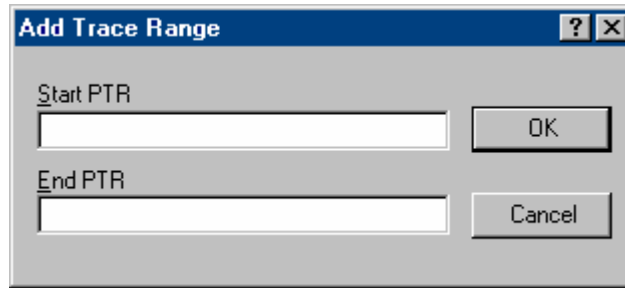 Add Trace Range
Start PTR
OK
End PTR
Cancel